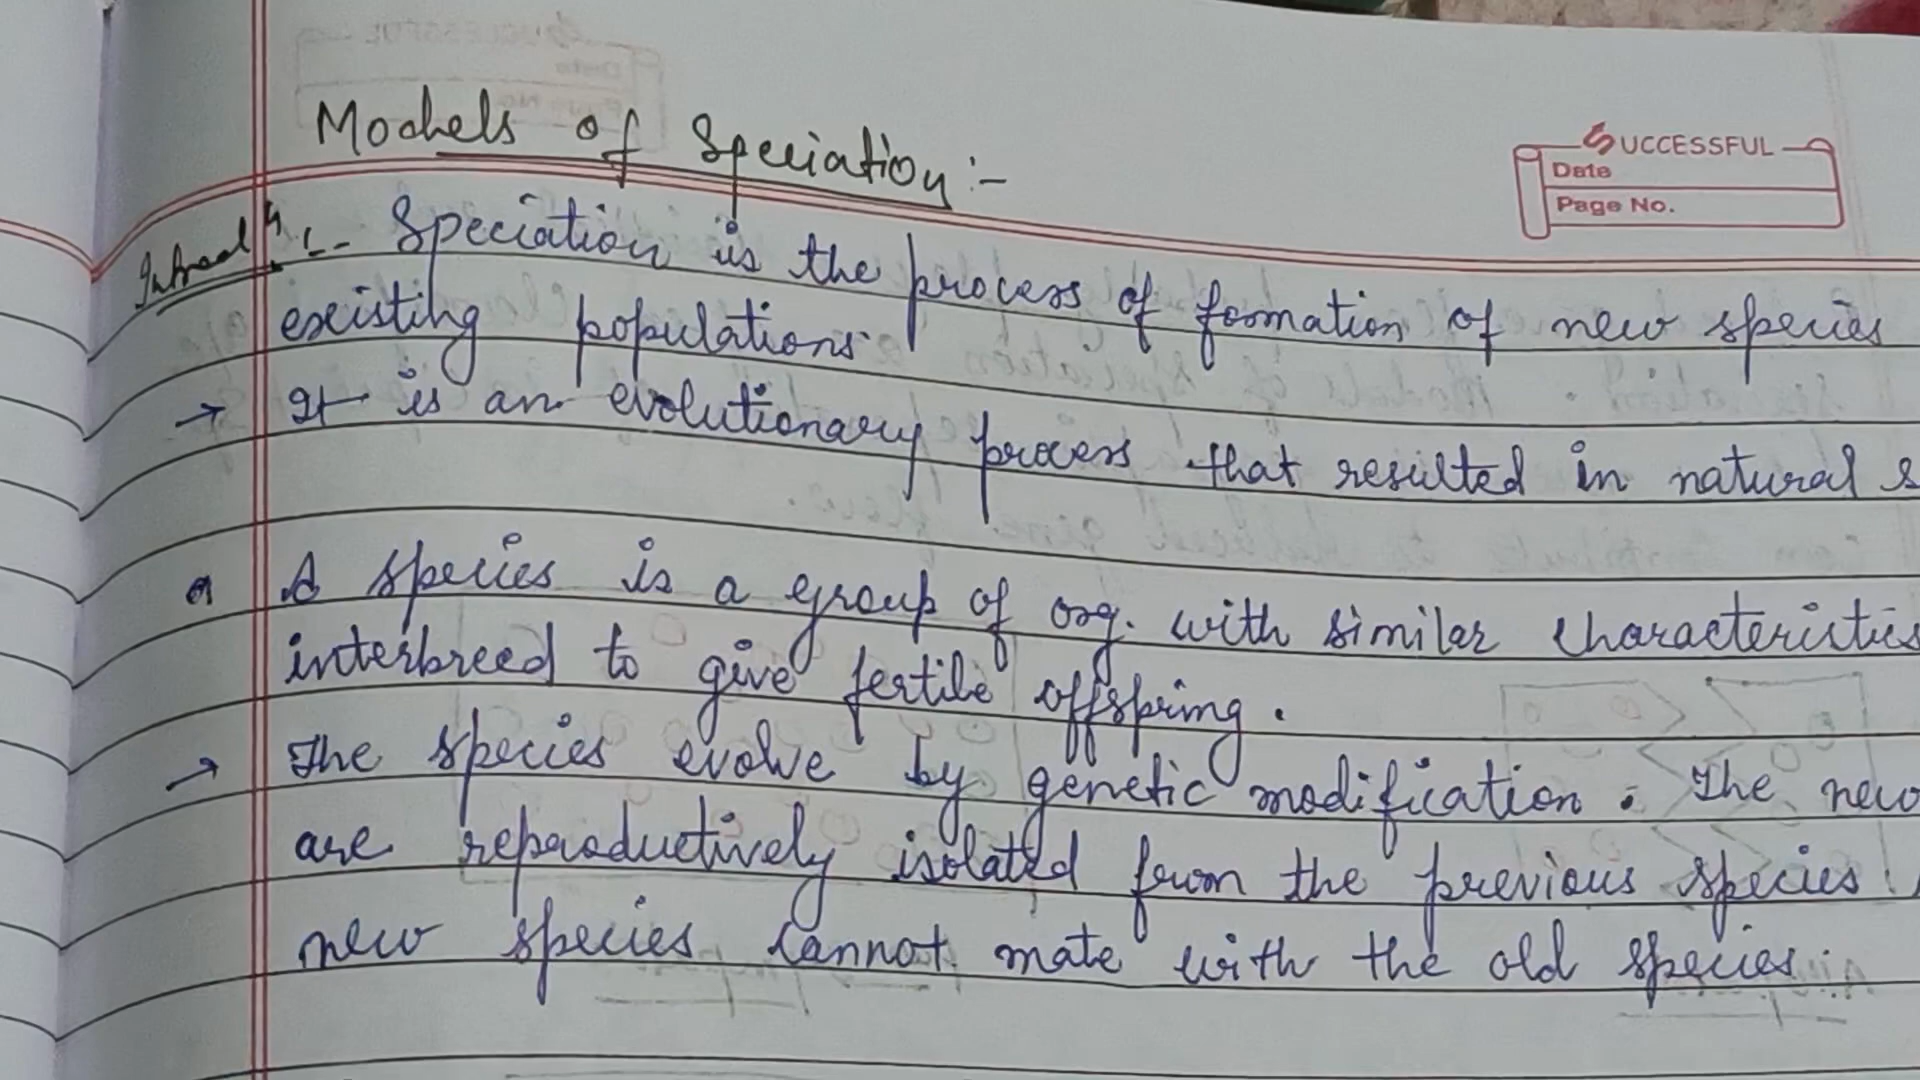 Models of Speciation :-
SUCCESSFUL
Date
Page No.
Introdn :- Speciation is the process of formation of new species
existing populations.
→ It is an evolutionary process that resulted in natural s
A species is a group of org. with similar characteristics
interbreed to give fertile offspring.
→ The species evolve by genetic modification. The new
are reproductively isolated from the previous species
new species cannot mate with the old species.